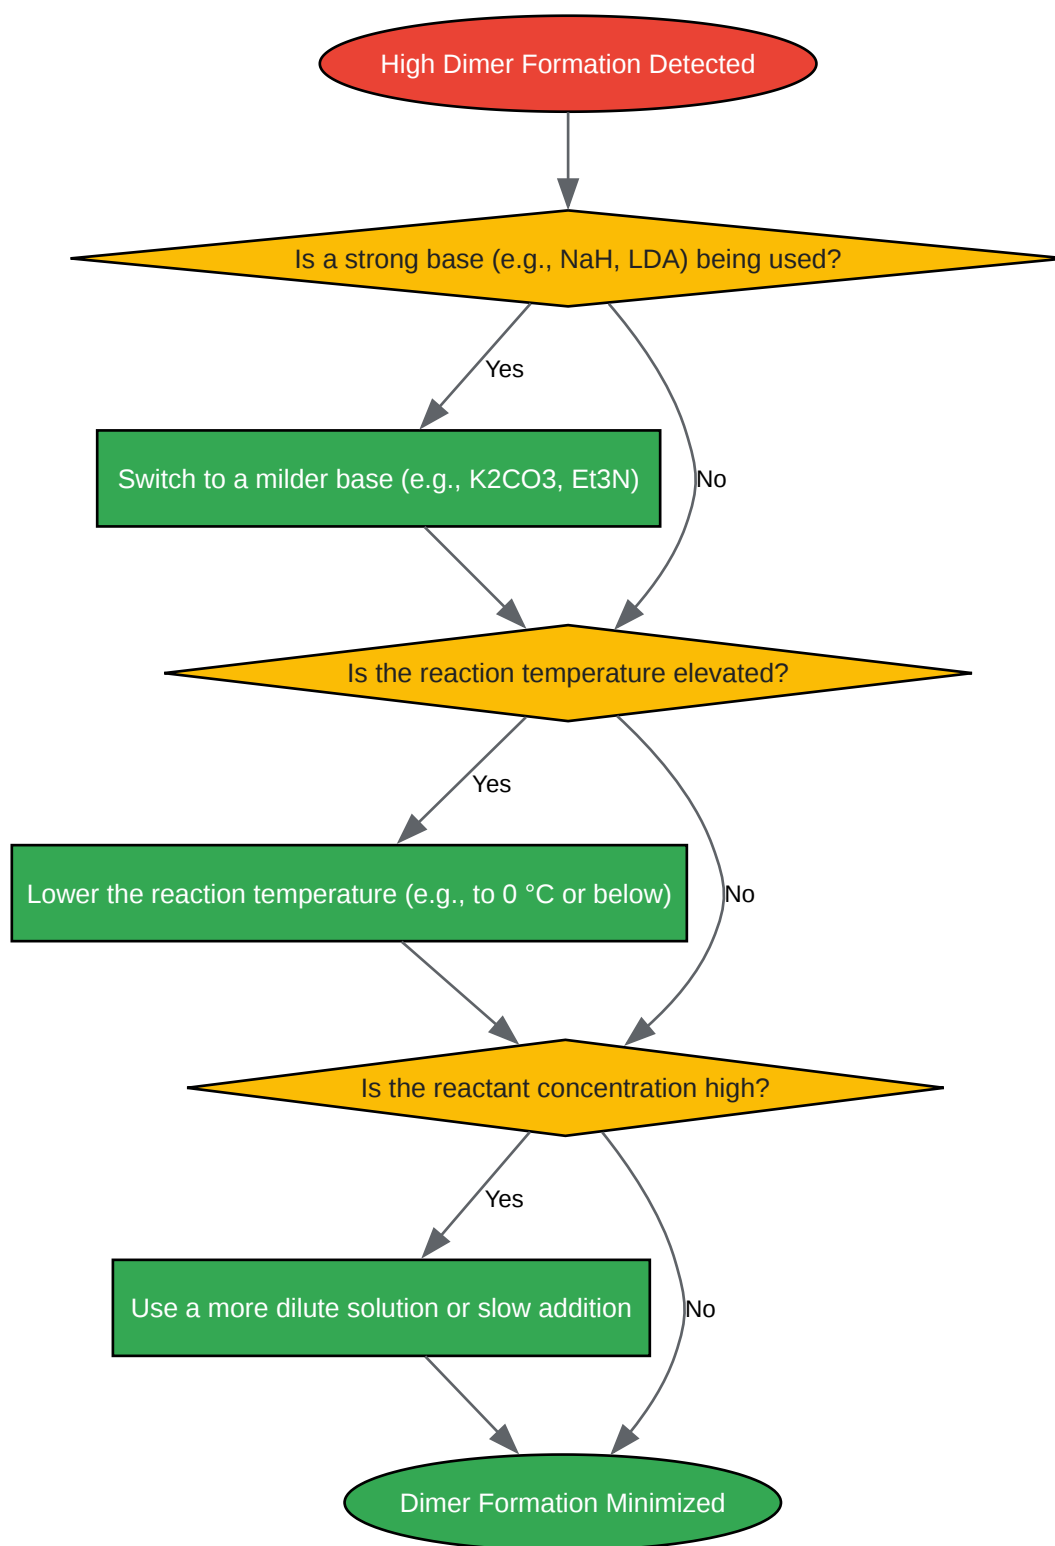 High Dimer Formation Detected
Is a strong base (e.g., NaH, LDA) being used?
Yes
Switch to a milder base (e.g., K2CO3, Et3N)
No
Is the reaction temperature elevated?
Yes
Lower the reaction temperature (e.g., to 0 °C or below)
No
Is the reactant concentration high?
Yes
Use a more dilute solution or slow addition
No
Dimer Formation Minimized